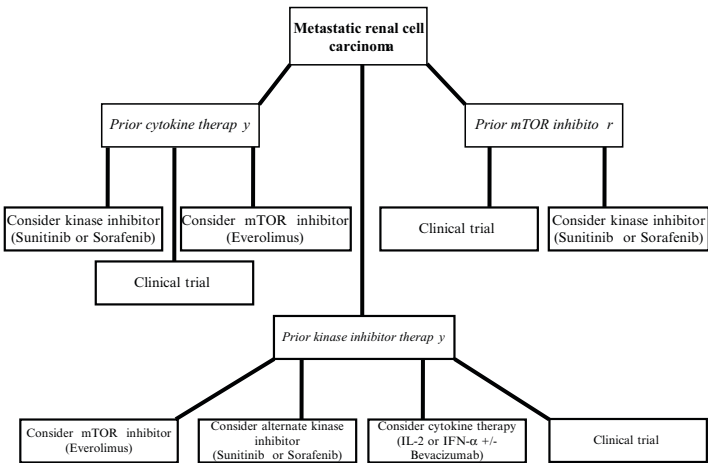 Metastatic renal cell
carcinoma
Prior cytokine therap y
Prior mTOR inhibito r
Consider kinase inhibitor
(Sunitinib or Sorafenib)
Consider mTOR inhibitor
(Everolimus)
Clinical trial
Clinical trial
Consider kinase inhibitor
(Sunitinib or Sorafenib)
Prior kinase inhibitor therap y
Consider mTOR inhibitor
(Everolimus)
Consider alternate kinase
inhibitor
(Sunitinib or Sorafenib)
Consider cytokine therapy
(IL-2 or IFN-α +/-
Bevacizumab)
Clinical trial